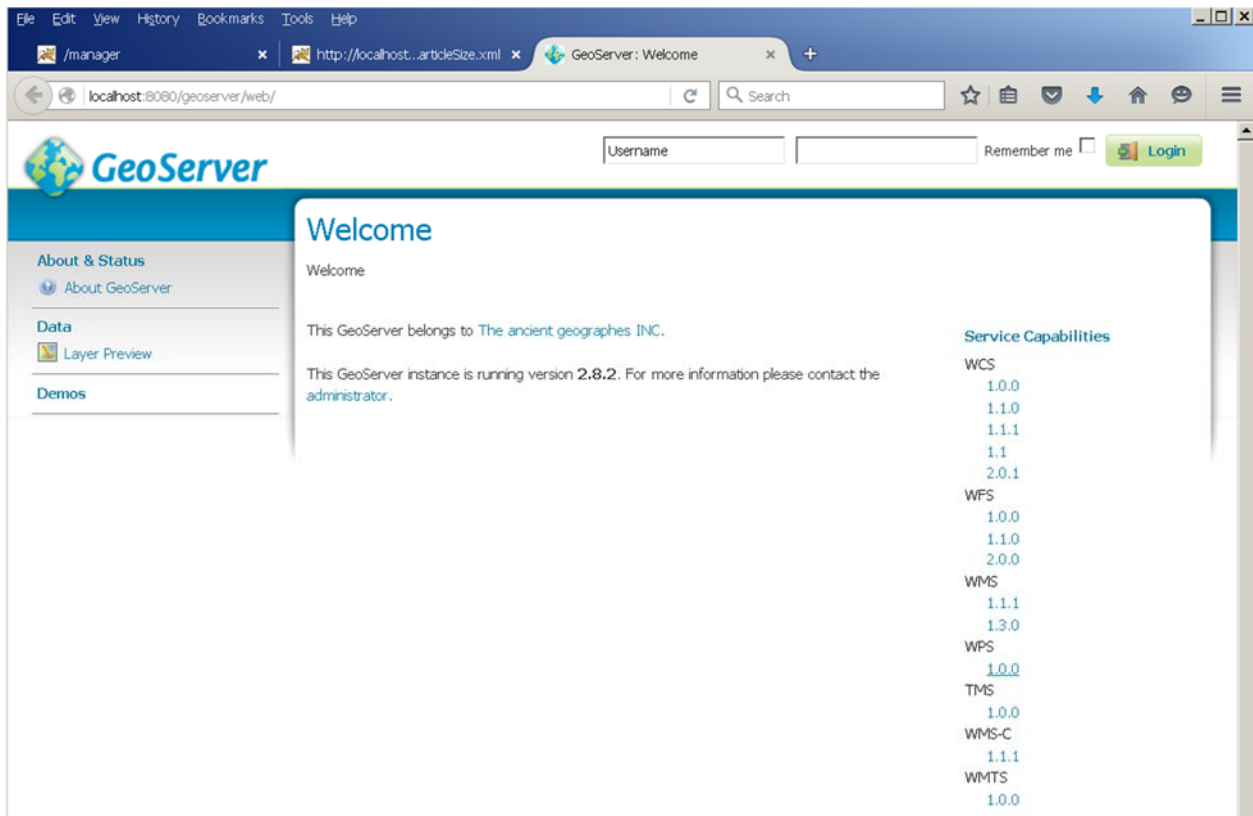 File Edit View History Bookmarks Tools Help
/manager
http://localhost...articleSize.xml
GeoServer: Welcome
localhost:8080/geoserver/web/
Search
GeoServer
Username
Remember me
Login
About & Status
About GeoServer
Data
Layer Preview
Demos
Welcome
Welcome
This GeoServer belongs to The ancient geographes INC.
This GeoServer instance is running version 2.8.2. For more information please contact the
administrator.
Service Capabilities
WCS
1.0.0
1.1.0
1.1.1
1.1
2.0.1
WFS
1.0.0
1.1.0
2.0.0
WMS
1.1.1
1.3.0
WPS
1.0.0
TMS
1.0.0
WMS-C
1.1.1
WMTS
1.0.0